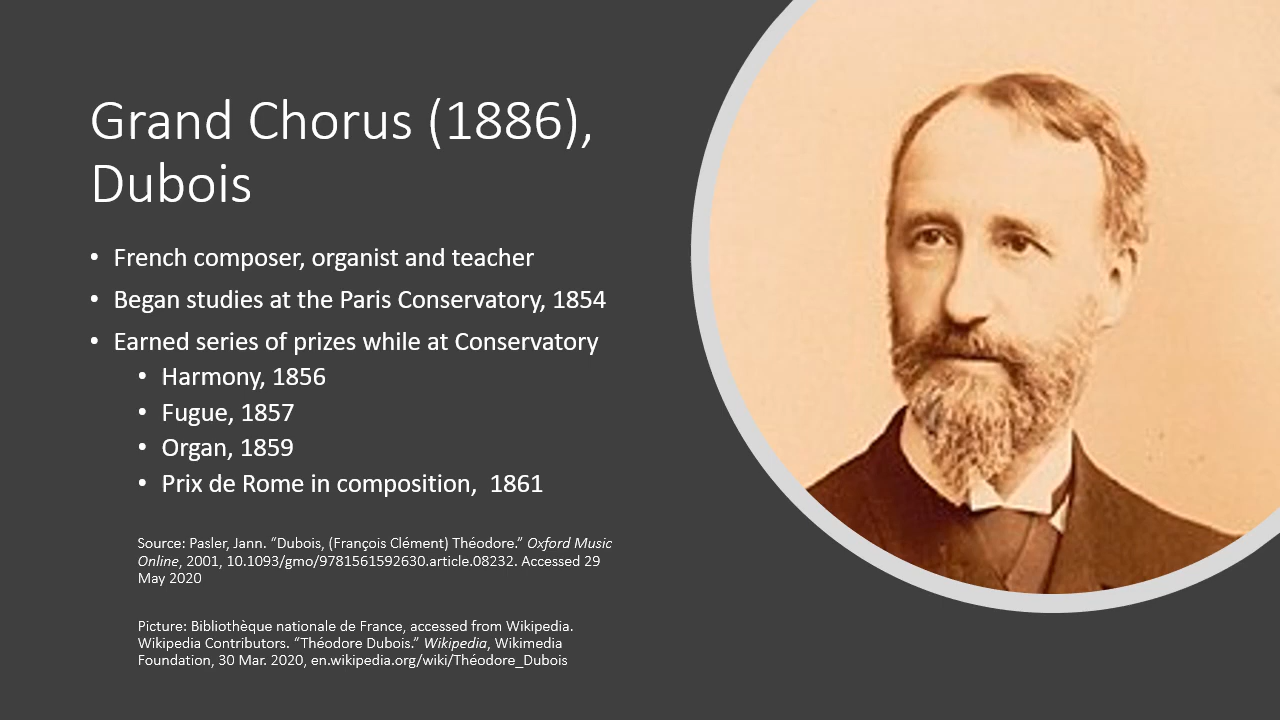 Grand Chorus (1886),
Dubois
• French composer, organist and teacher
• Began studies at the Paris Conservatory, 1854
• Earned series of prizes while at Conservatory
• Harmony, 1856
• Fugue, 1857
• Organ, 1859
• Prix de Rome in composition,  1861
Source: Pasler, Jann. “Dubois, (François Clément) Théodore.” Oxford Music
Online, 2001, 10.1093/gmo/9781561592630.article.08232. Accessed 29
May 2020
Picture: Bibliothèque nationale de France, accessed from Wikipedia.
Wikipedia Contributors. “Théodore Dubois.” Wikipedia, Wikimedia
Foundation, 30 Mar. 2020, en.wikipedia.org/wiki/Théodore_Dubois